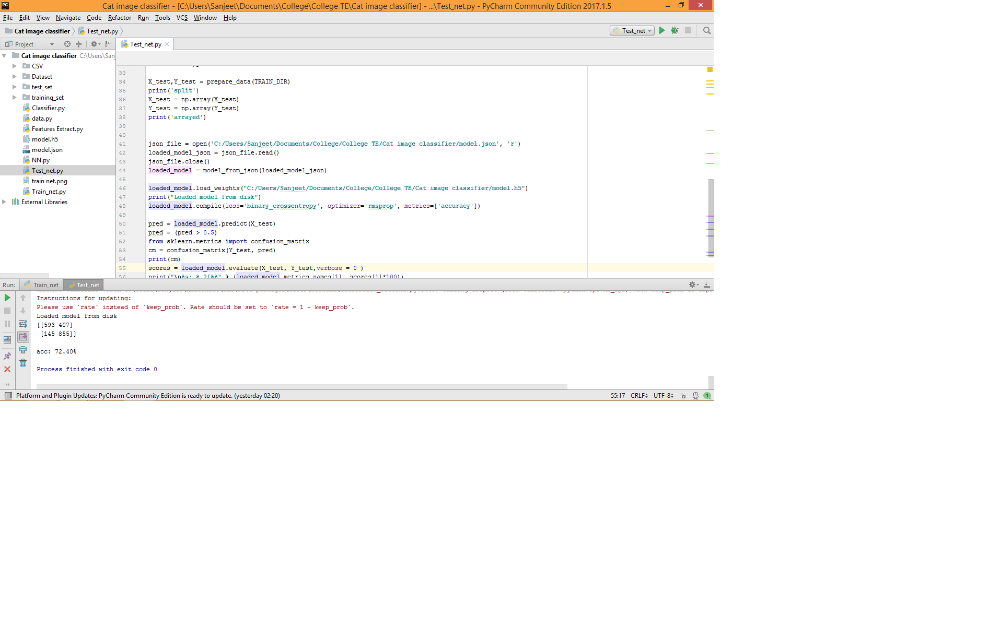 Cat image classifier - [C:\Users\Sanjeet\Documents\College\College TE\Cat image classifier] - ...\Test_net.py - PyCharm Community Edition 2017.1.5
File Edit View Navigate Code Refactor Run Tools VCS Window Help
Cat image classifier Test_net.py Test_net
Project Test_net.py
Cat image classifier C:\Users\San
CSV
Dataset
test_set
training_set
Classifier.py
data.py
Features Extract.py
model.h5
model.json
NN.py
Test_net.py
train net.png
Train_net.py
External Libraries
33
34 X_test,Y_test = prepare_data(TRAIN_DIR)
35 print('split')
36 X_test = np.array(X_test)
37 Y_test = np.array(Y_test)
38 print('arrayed')
39
40
41 json_file = open('C:/Users/Sanjeet/Documents/College/College TE/Cat image classifier/model.json', 'r')
42 loaded_model_json = json_file.read()
43 json_file.close()
44 loaded_model = model_from_json(loaded_model_json)
45
46 loaded_model.load_weights("C:/Users/Sanjeet/Documents/College/College TE/Cat image classifier/model.h5")
47 print("Loaded model from disk")
48 loaded_model.compile(loss='binary_crossentropy', optimizer='rmsprop', metrics=['accuracy'])
49
50 pred = loaded_model.predict(X_test)
51 pred = (pred > 0.5)
52 from sklearn.metrics import confusion_matrix
53 cm = confusion_matrix(Y_test, pred)
54 print(cm)
55 scores = loaded_model.evaluate(X_test, Y_test,verbose = 0 )
56 print("\n%s: %.2f%%" % (loaded_model.metrics_names[1], scores[1]*100))
Run: Train_net Test_net
Instructions for updating:
Please use `rate` instead of `keep_prob`. Rate should be set to `rate = 1 - keep_prob`.
Loaded model from disk
[[593 407]
[145 855]]
acc: 72.40%
Process finished with exit code 0
Platform and Plugin Updates: PyCharm Community Edition is ready to update. (yesterday 02:20) 55:17 CRLF UTF-8 1